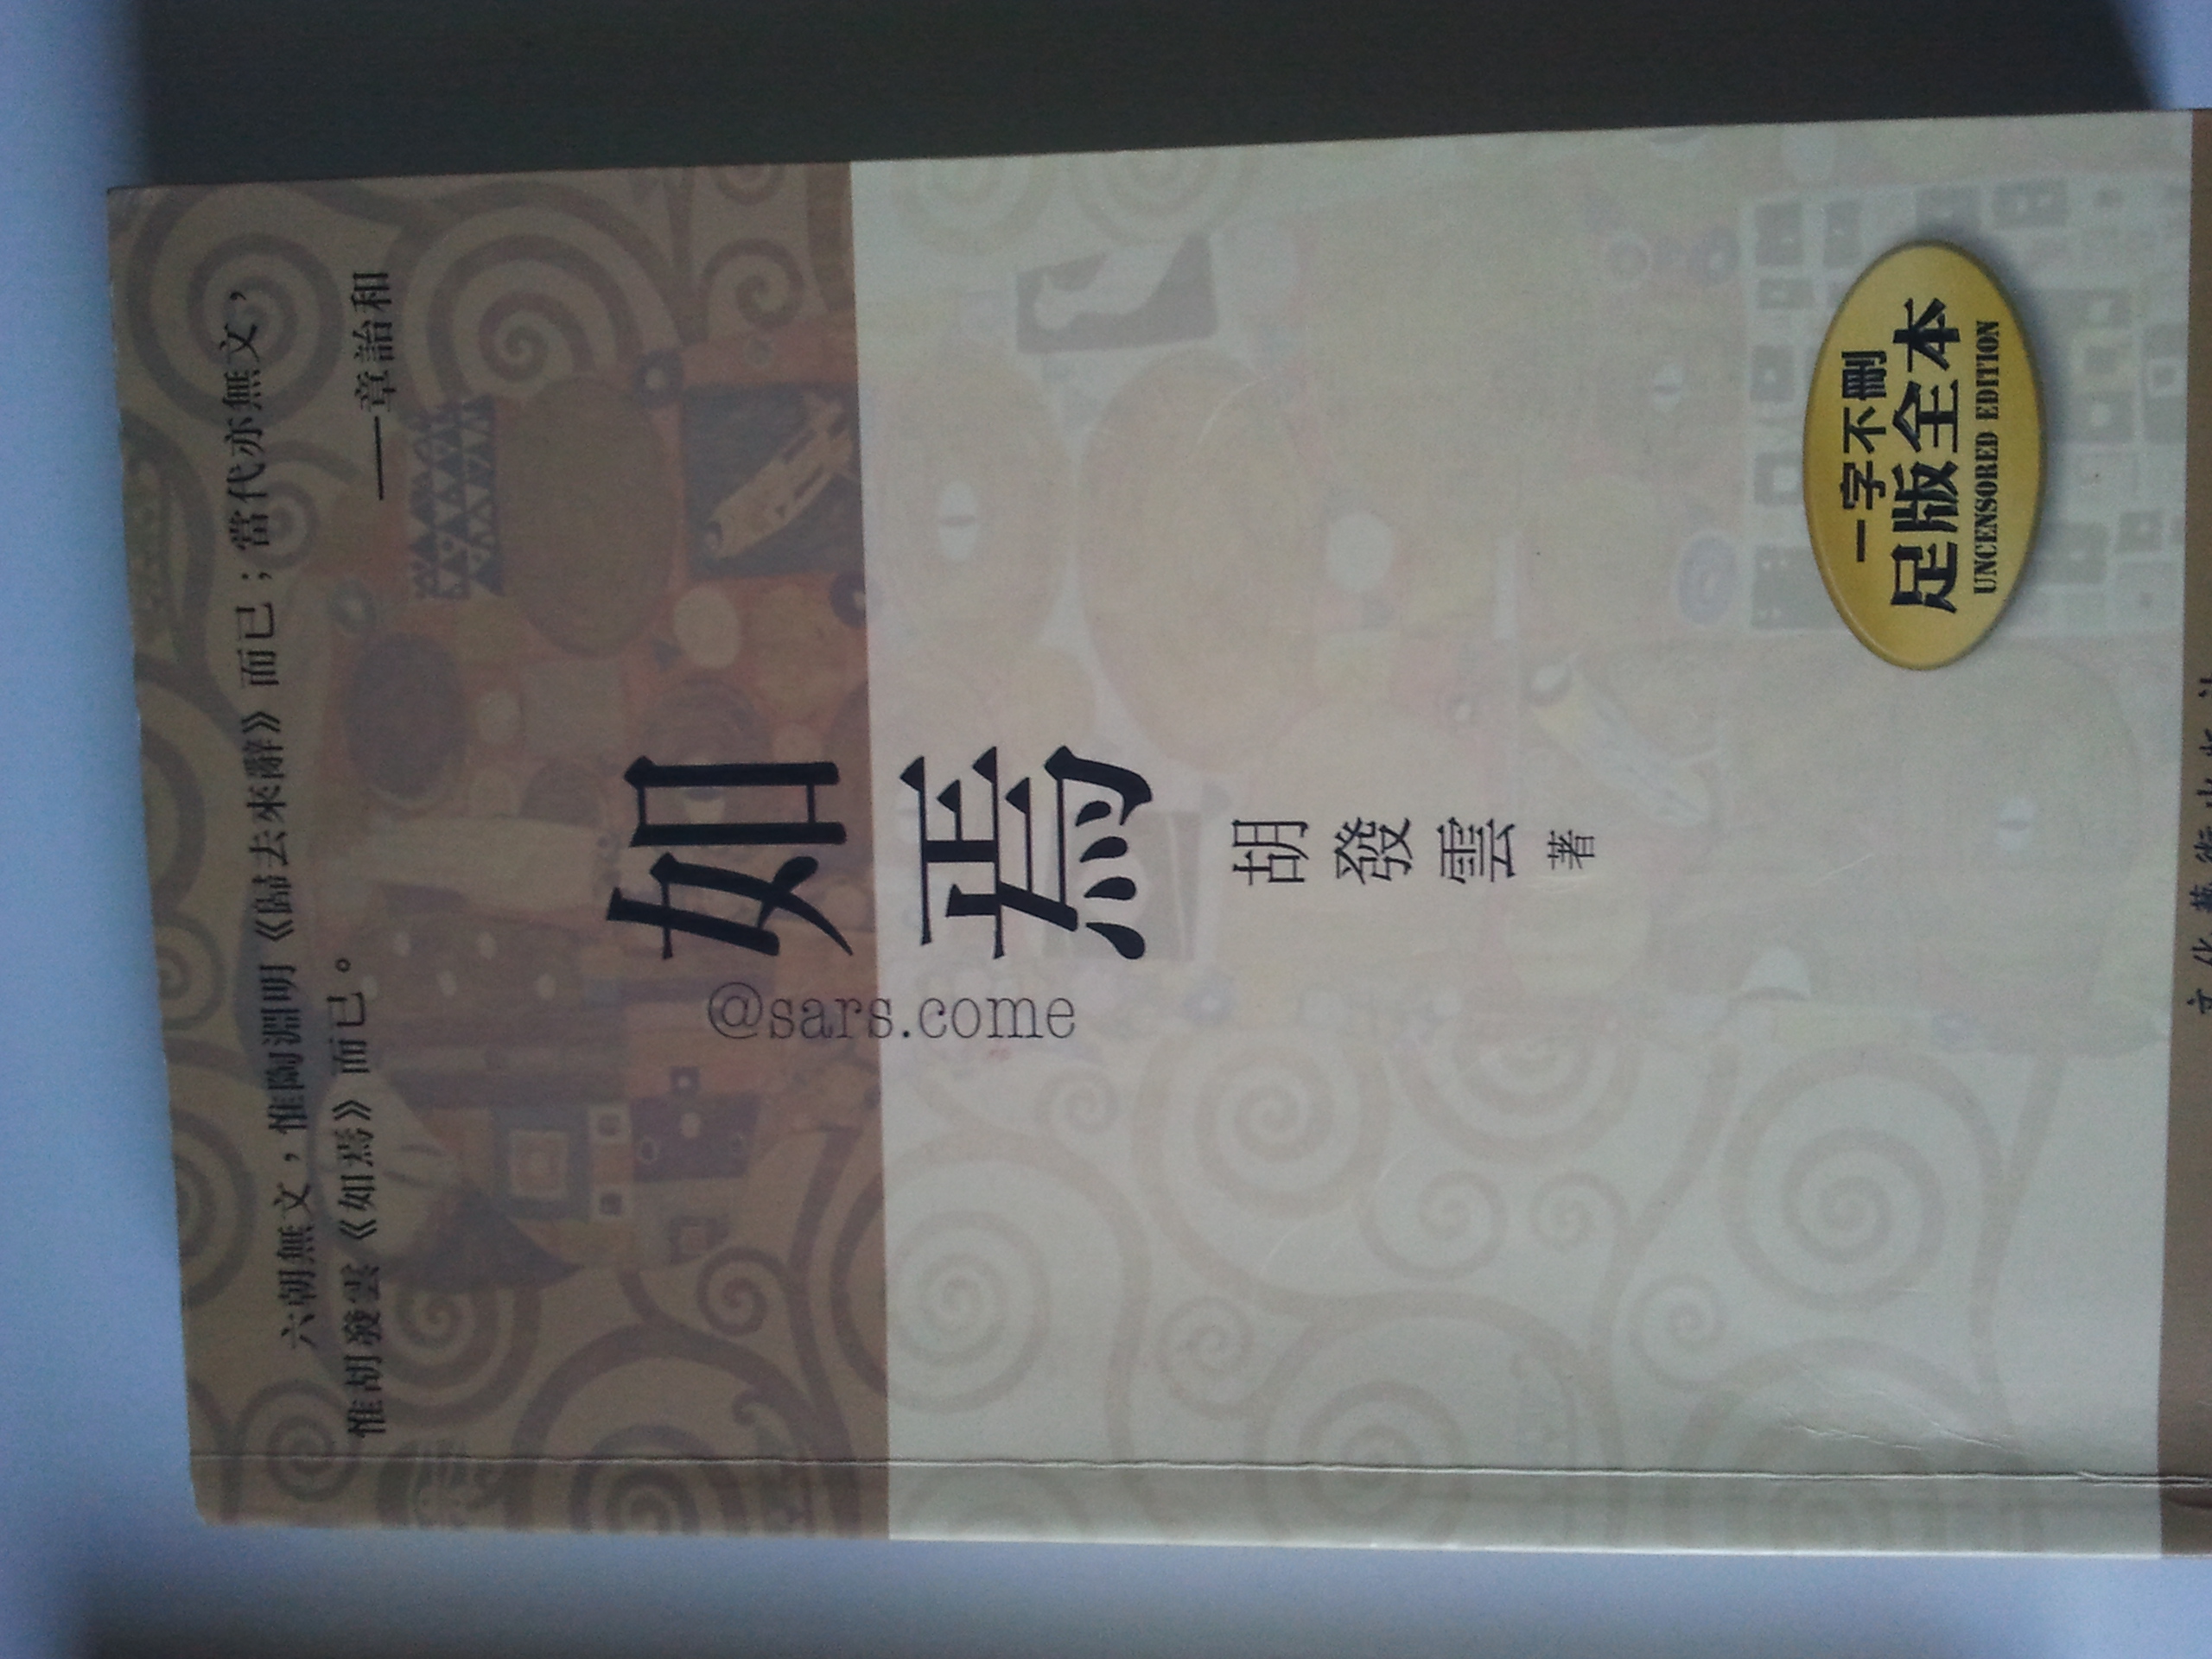 六朝無文，惟陶淵明《歸去來辭》而已；當代亦無文，
惟胡發雲《如焉》而已。
——章詒和
如焉
@sars.come
胡發雲 著
一字不刪
足版全本
UNCENSORED EDITION